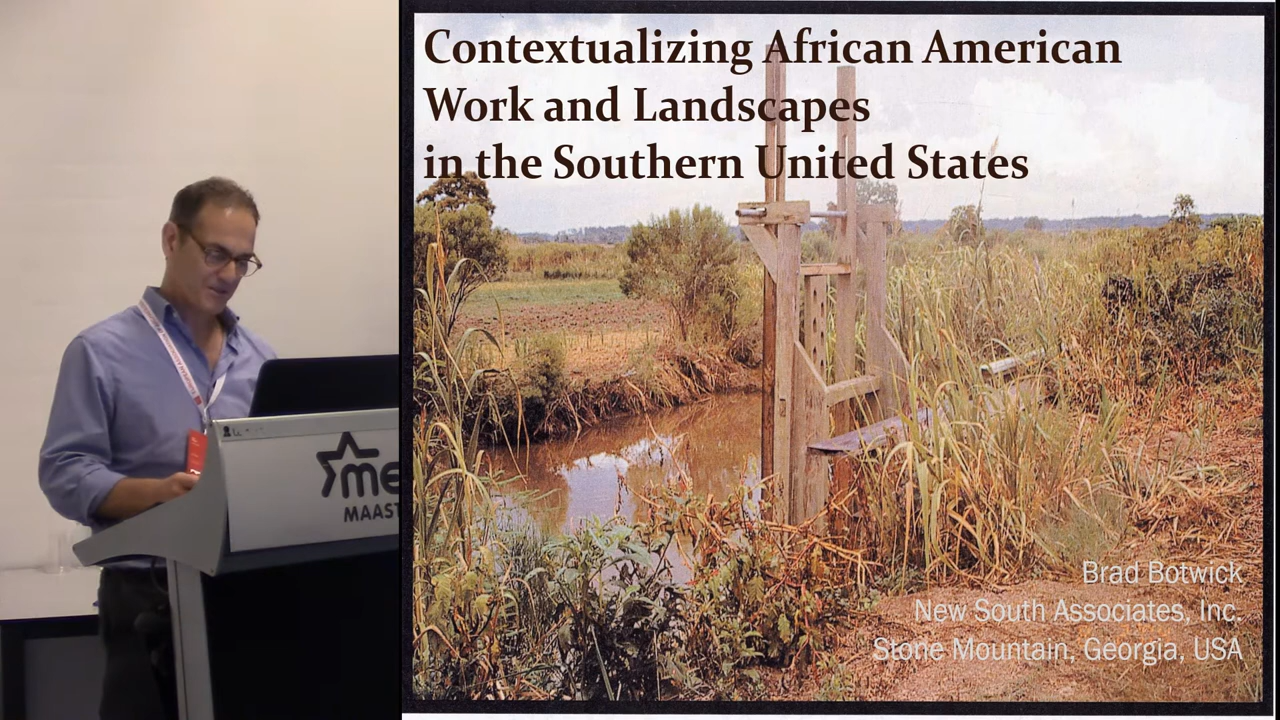 Contextualizing African American
Work and Landscapes
in the Southern United States
Brad Botwick
New South Associates, Inc.
Stone Mountain, Georgia, USA
me
MAAST